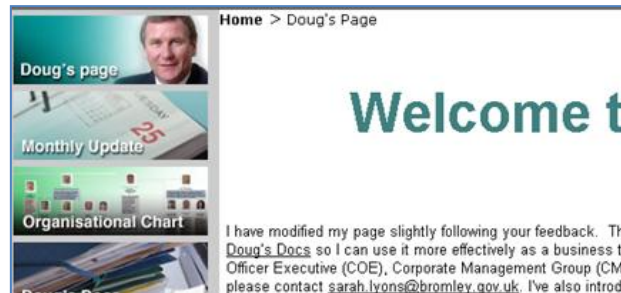 Home > Doug's Page
Doug's page
Welcome t
TUESDAY
25
Monthly Update
Organisational Chart
I have modified my page slightly following your feedback. Th
Doug's Docs so I can use it more effectively as a business t
Officer Executive (COE), Corporate Management Group (CM
please contact sarah.lyons@bromley.gov.uk. I've also introd